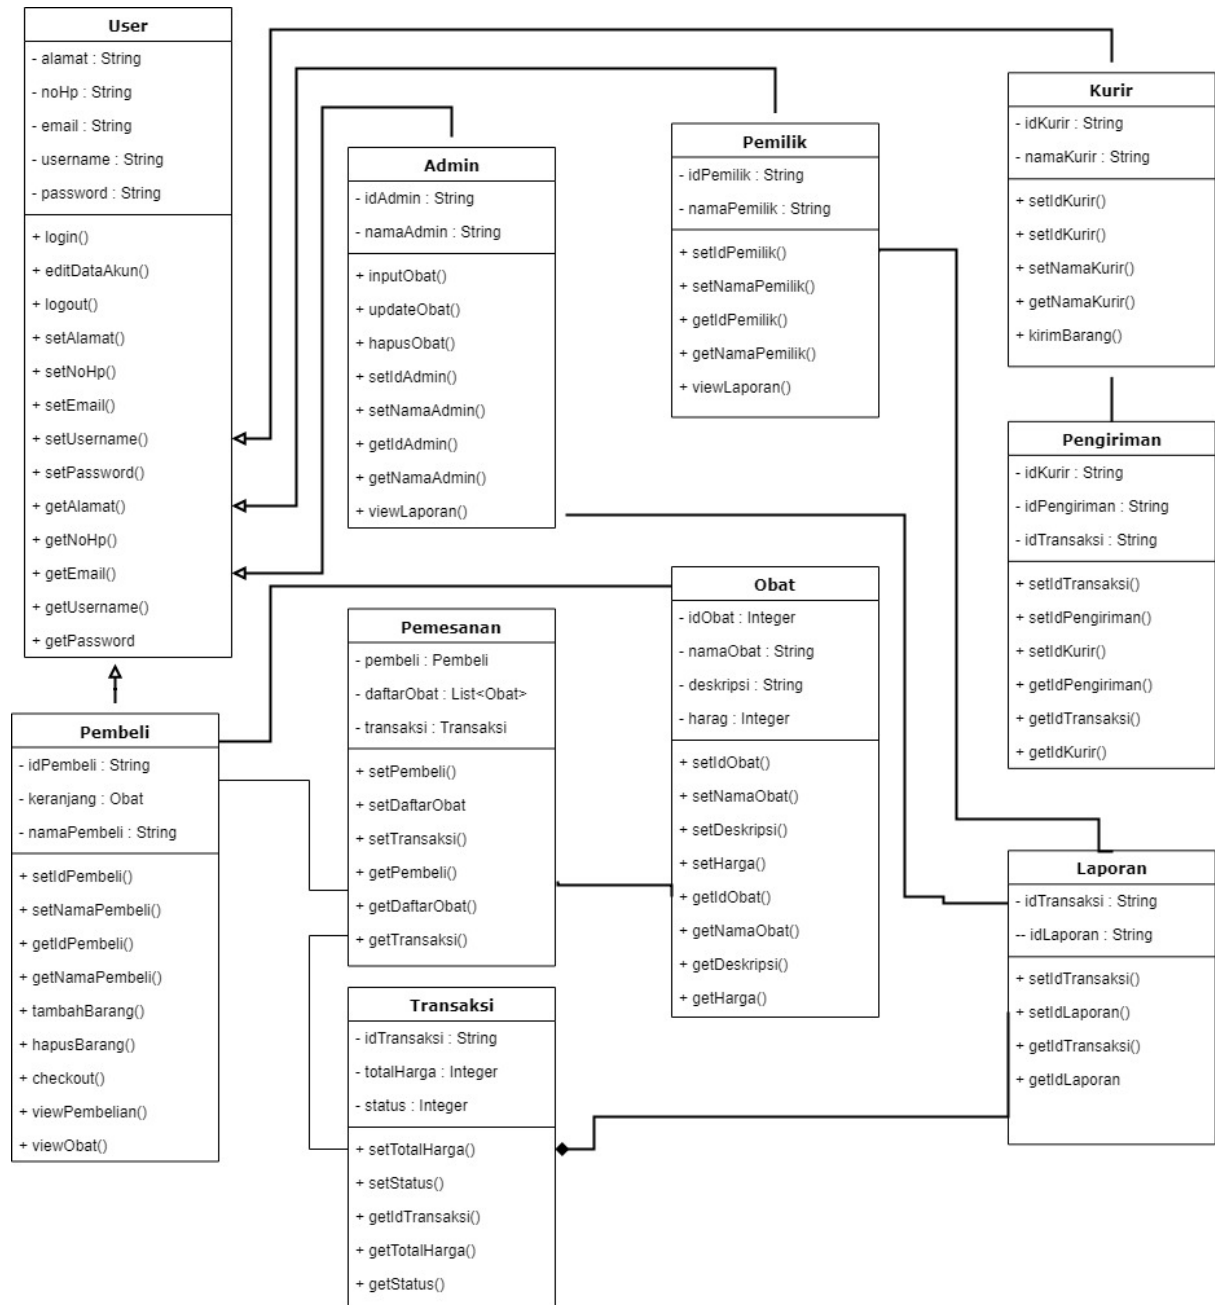 User
- alamat : String
- noHp : String
- email : String
- username : String
- password : String
+ login()
+ editDataAkun()
+ logout()
+ setAlamat()
+ setNoHp()
+ setEmail()
+ setUsername()
+ setPassword()
+ getAlamat()
+ getNoHp()
+ getEmail()
+ getUsername()
+ getPassword
Admin
- idAdmin : String
- namaAdmin : String
+ inputObat()
+ updateObat()
+ hapusObat()
+ setIdAdmin()
+ setNamaAdmin()
+ getIdAdmin()
+ getNamaAdmin()
+ viewLaporan()
Pemilik
- idPemilik : String
- namaPemilik : String
+ setIdPemilik()
+ setNamaPemilik()
+ getIdPemilik()
+ getNamaPemilik()
+ viewLaporan()
Kurir
- idKurir : String
- namaKurir : String
+ setIdKurir()
+ setIdKurir()
+ setNamaKurir()
+ getNamaKurir()
+ kirimBarang()
Pengiriman
- idKurir : String
- idPengiriman : String
- idTransaksi : String
+ setIdTransaksi()
+ setIdPengiriman()
+ setIdKurir()
+ getIdPengiriman()
+ getIdTransaksi()
+ getIdKurir()
Pembeli
- idPembeli : String
- keranjang : Obat
- namaPembeli : String
+ setIdPembeli()
+ setNamaPembeli()
+ getIdPembeli()
+ getNamaPembeli()
+ tambahBarang()
+ hapusBarang()
+ checkout()
+ viewPembelian()
+ viewObat()
Pemesanan
- pembeli : Pembeli
- daftarObat : List<Obat>
- transaksi : Transaksi
+ setPembeli()
+ setDaftarObat
+ setTransaksi()
+ getPembeli()
+ getDaftarObat()
+ getTransaksi()
Obat
- idObat : Integer
- namaObat : String
- deskripsi : String
- harag : Integer
+ setIdObat()
+ setNamaObat()
+ setDeskripsi()
+ setHarga()
+ getIdObat()
+ getNamaObat()
+ getDeskripsi()
+ getHarga()
Transaksi
- idTransaksi : String
- totalHarga : Integer
- status : Integer
+ setTotalHarga()
+ setStatus()
+ getIdTransaksi()
+ getTotalHarga()
+ getStatus()
Laporan
- idTransaksi : String
-- idLaporan : String
+ setIdTransaksi()
+ setIdLaporan()
+ getIdTransaksi()
+ getIdLaporan